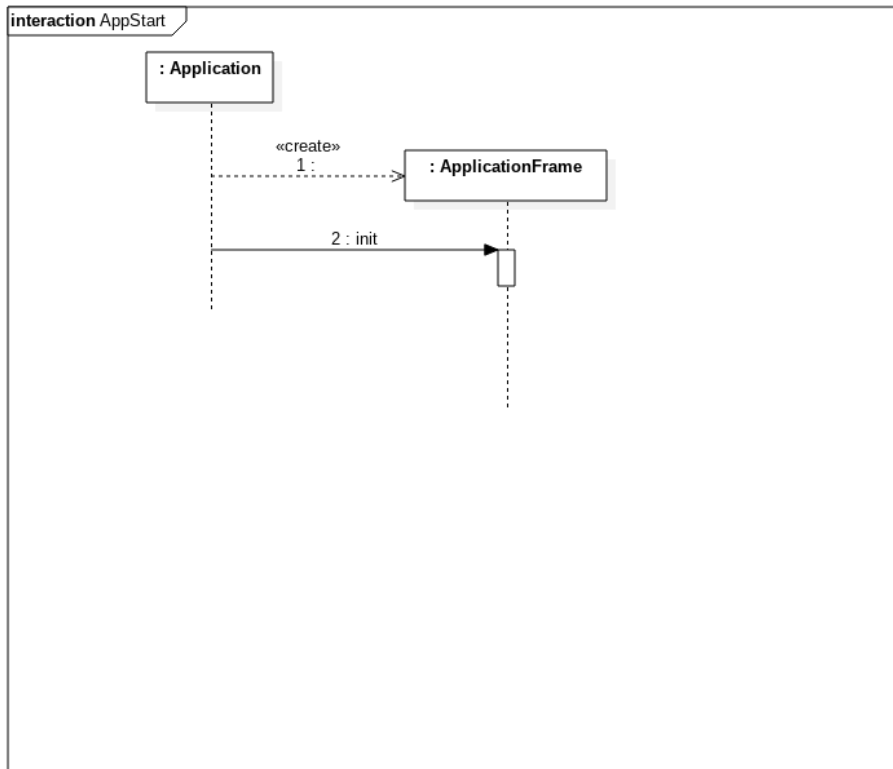 interaction AppStart
: Application
«create»
1 :
: ApplicationFrame
2 : init